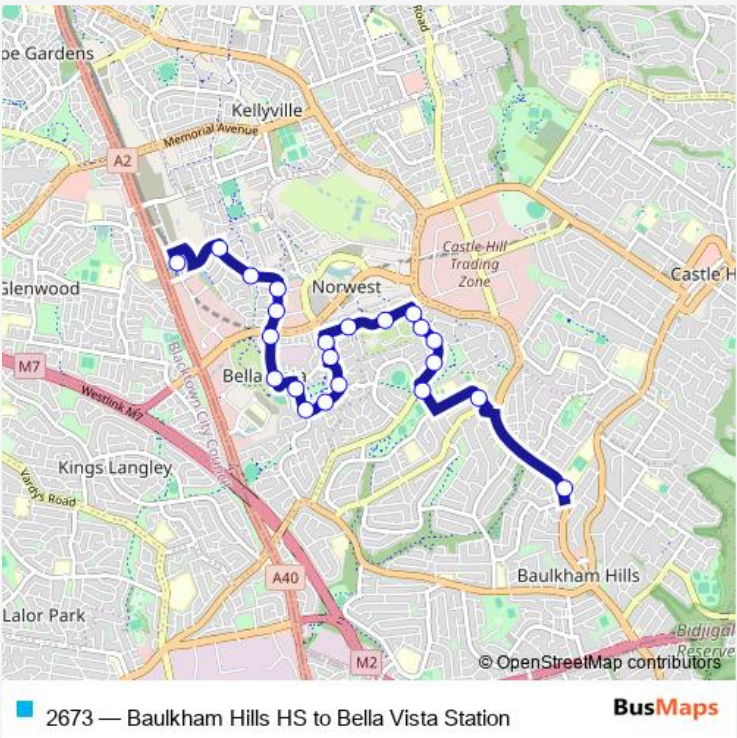 Road
pe Gardens
Kellyville
Memorial Avenue
A2
Castle Hill
Trading
Zone
Castle H
Glenwood
Norwest
M7
Bella
a
Westlink M7
Blacktown City Council
Kings Langley
Vardy's Road
A40
Baulkham Hills
Lalor Park
Bidjigal
Reserve
M2
© OpenStreetMap contributors
2673 — Baulkham Hills HS to Bella Vista Station
BusMaps